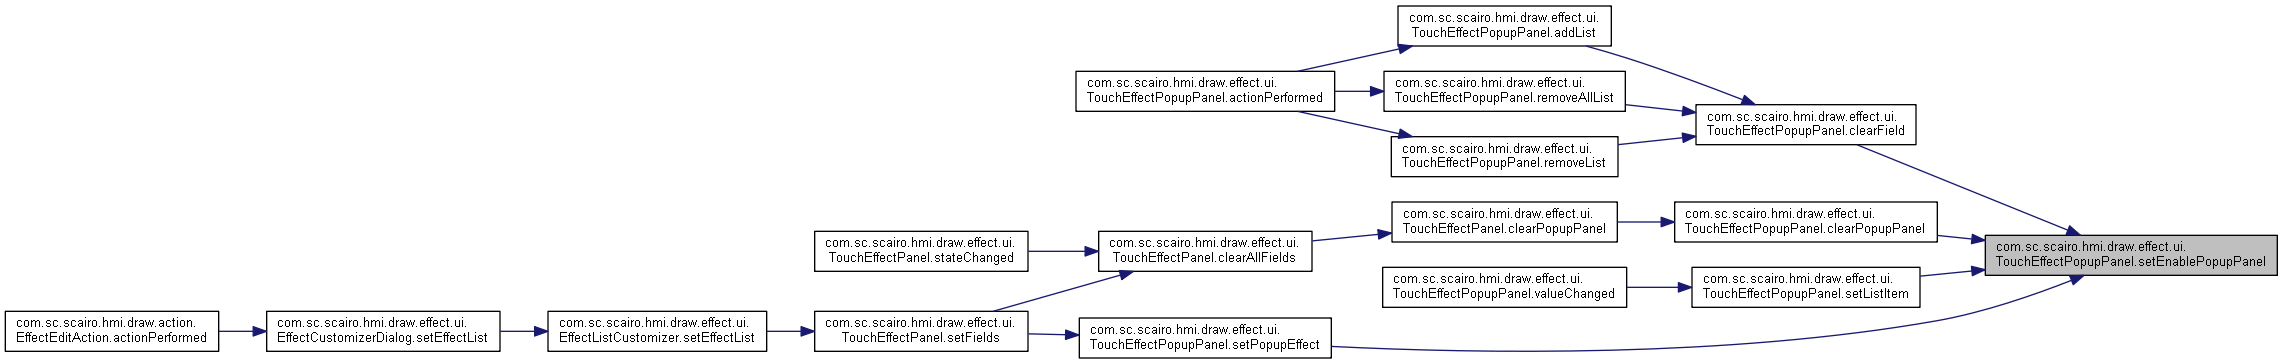 com.sc.scairo.hmi.draw.effect.ui.
TouchEffectPopupPanel.addList
com.sc.scairo.hmi.draw.effect.ui.
TouchEffectPopupPanel.actionPerformed
com.sc.scairo.hmi.draw.effect.ui.
TouchEffectPopupPanel.removeAllList
com.sc.scairo.hmi.draw.effect.ui.
TouchEffectPopupPanel.clearField
com.sc.scairo.hmi.draw.effect.ui.
TouchEffectPopupPanel.removeList
com.sc.scairo.hmi.draw.effect.ui.
TouchEffectPanel.stateChanged
com.sc.scairo.hmi.draw.effect.ui.
TouchEffectPanel.clearAllFields
com.sc.scairo.hmi.draw.effect.ui.
TouchEffectPanel.clearPopupPanel
com.sc.scairo.hmi.draw.effect.ui.
TouchEffectPopupPanel.clearPopupPanel
com.sc.scairo.hmi.draw.effect.ui.
TouchEffectPopupPanel.setEnablePopupPanel
com.sc.scairo.hmi.draw.effect.ui.
TouchEffectPopupPanel.valueChanged
com.sc.scairo.hmi.draw.effect.ui.
TouchEffectPopupPanel.setListItem
com.sc.scairo.hmi.draw.action.
EffectEditAction.actionPerformed
com.sc.scairo.hmi.draw.effect.ui.
EffectCustomizerDialog.setEffectList
com.sc.scairo.hmi.draw.effect.ui.
EffectListCustomizer.setEffectList
com.sc.scairo.hmi.draw.effect.ui.
TouchEffectPanel.setFields
com.sc.scairo.hmi.draw.effect.ui.
TouchEffectPopupPanel.setPopupEffect